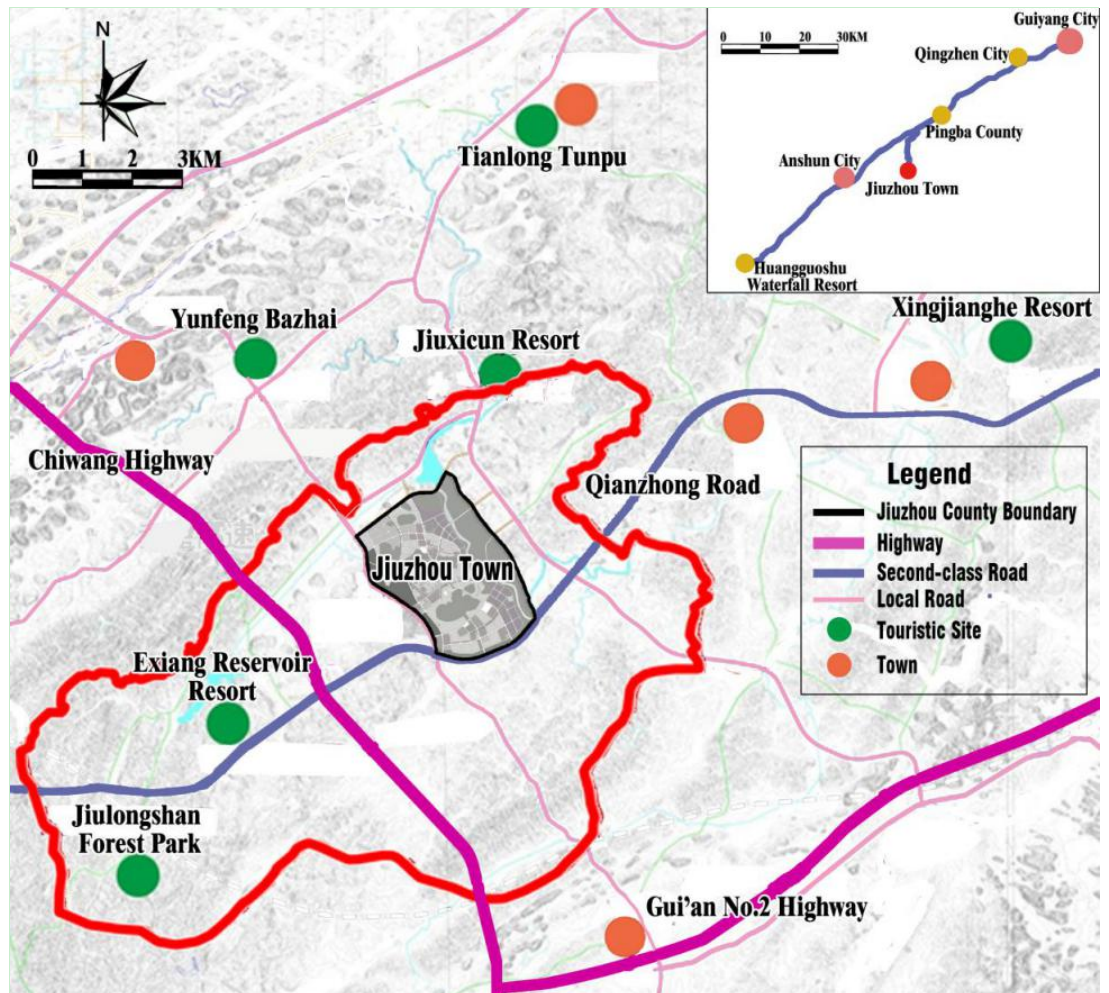 N
0 1 2 3KM
Tianlong Tunpu
0 10 20 30KM
Guiyang City
Qingzhen City
Pingba County
Anshun City
Jiuzhou Town
Huangguoshu
Waterfall Resort
Yunfeng Bazhai
Jiuxicun Resort
Xingjianghe Resort
Chiwang Highway
Qianzhong Road
Jiuzhou Town
Legend
Jiuzhou County Boundary
Highway
Second-class Road
Local Road
Touristic Site
Town
Exiang Reservoir
Resort
Jiulongshan
Forest Park
Gui'an No.2 Highway